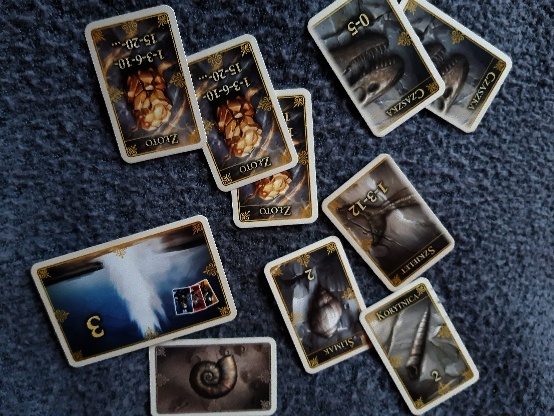 1-3-6-10-
15-20-...
ZŁOTO
1-3-6-10-
15-20-...
ZŁOTO
ZŁOTO
0-5
CZASZKA
CZASZKA
1-3-12
SZKIELET
3
2
ŚLIMAK
KOŃCZNICA
2